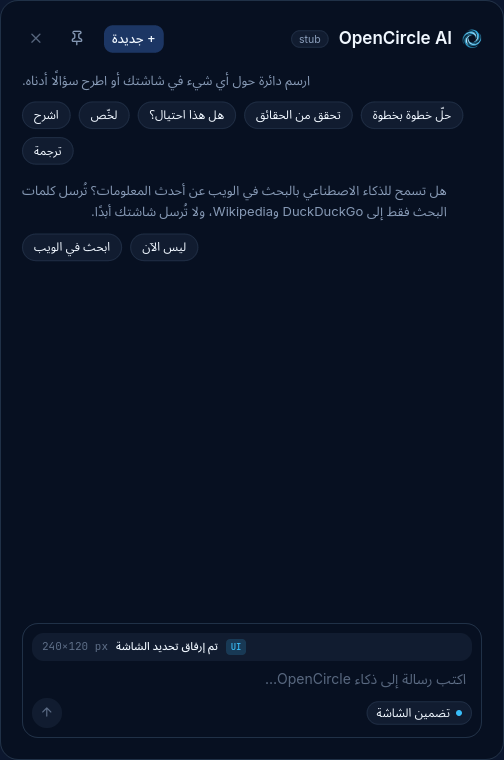 OpenCircle AI
stub
+ جديدة
ارسم دائرة حول أي شيء في شاشتك أو اطرح سؤالًا أدناه.
حلّ خطوة بخطوة
تحقق من الحقائق
هل هذا احتيال؟
لخّص
اشرح
ترجمة
هل تسمح للذكاء الاصطناعي بالبحث في الويب عن أحدث المعلومات؟ تُرسل كلمات
البحث فقط إلى DuckDuckGo وWikipedia، ولا تُرسل شاشتك أبدًا.
ليس الآن
ابحث في الويب
UI
تم إرفاق تحديد الشاشة
240×120 px
اكتب رسالة إلى ذكاء OpenCircle...
تضمين الشاشة